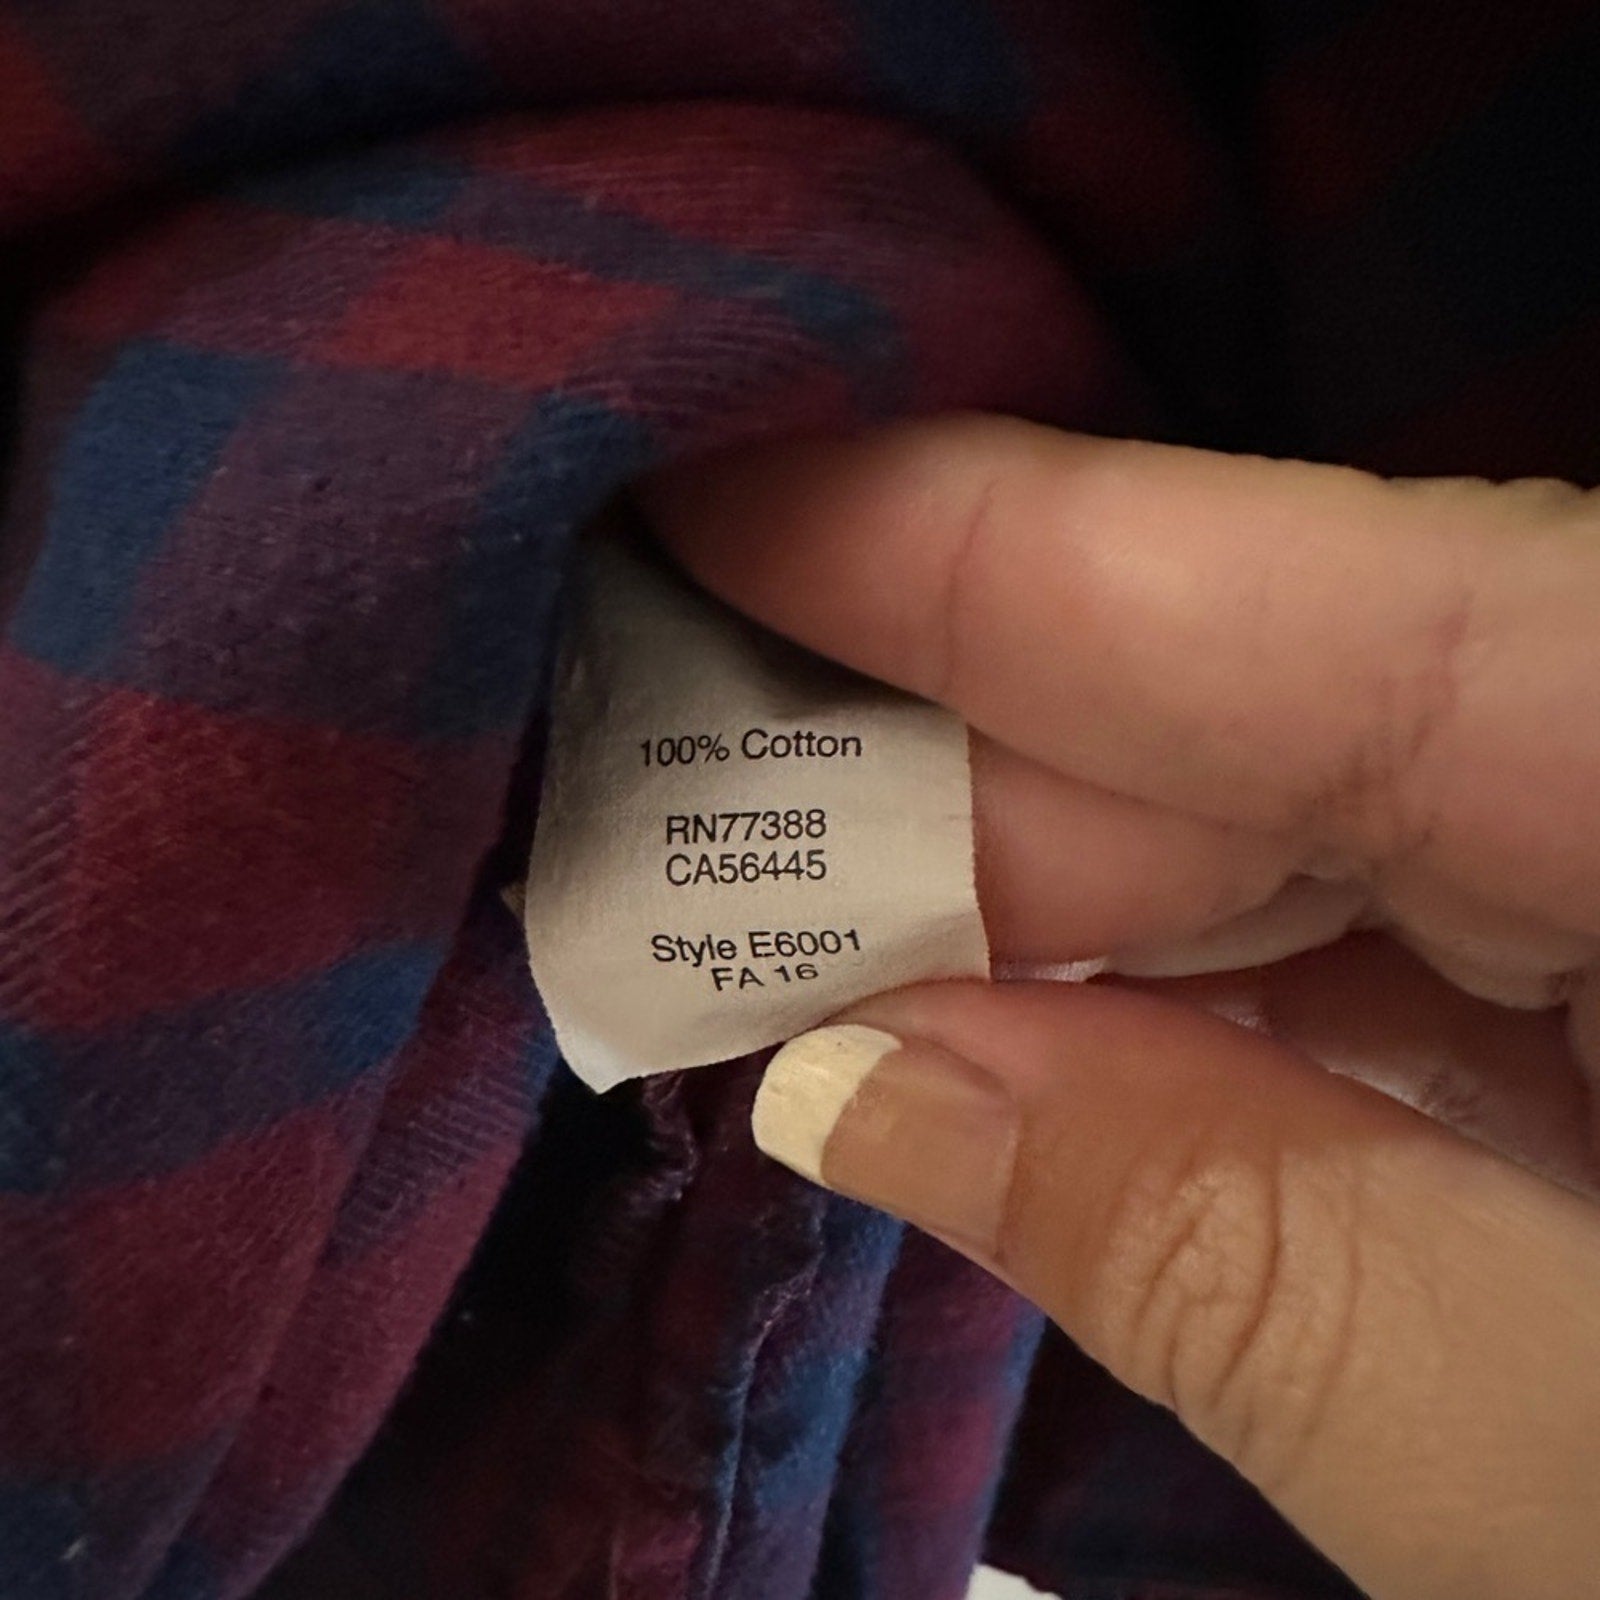 100% Cotton
RN77388
CA56445
Style E6001
FA 16